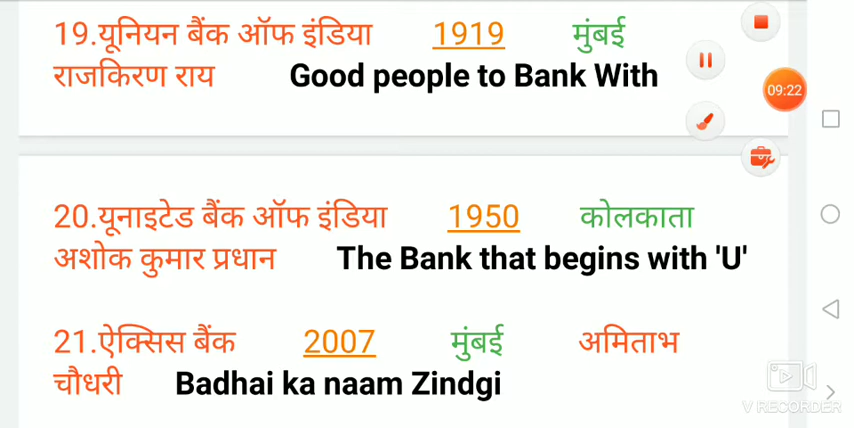 19.यूनियन बैंक ऑफ इंडिया 1919 मुंबई
राजकिरण राय Good people to Bank With
09:22
20.यूनाइटेड बैंक ऑफ इंडिया 1950 कोलकाता
अशोक कुमार प्रधान The Bank that begins with 'U'
21.ऐक्सिस बैंक 2007 मुंबई अमिताभ
चौधरी Badhai ka naam Zindgi
V RECORDER